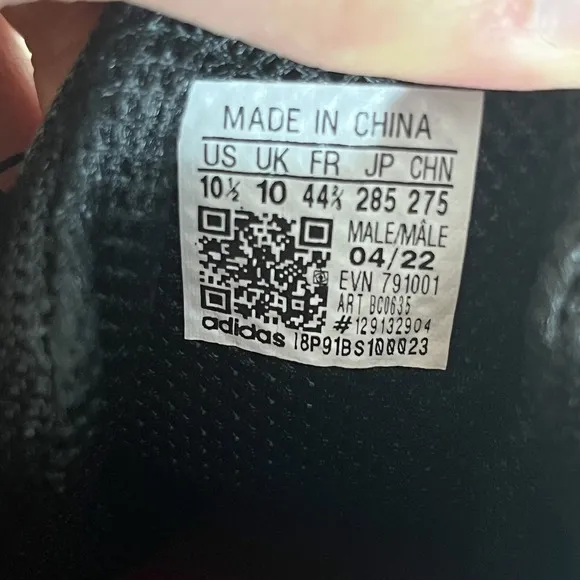 MADE IN CHINA
US UK FR JP CHN
10½ 10 44⅔ 285 275
MALE/MÂLE
04/22
EVN 791001
ART BC0635
#129132904
adidas I8P91BS100023